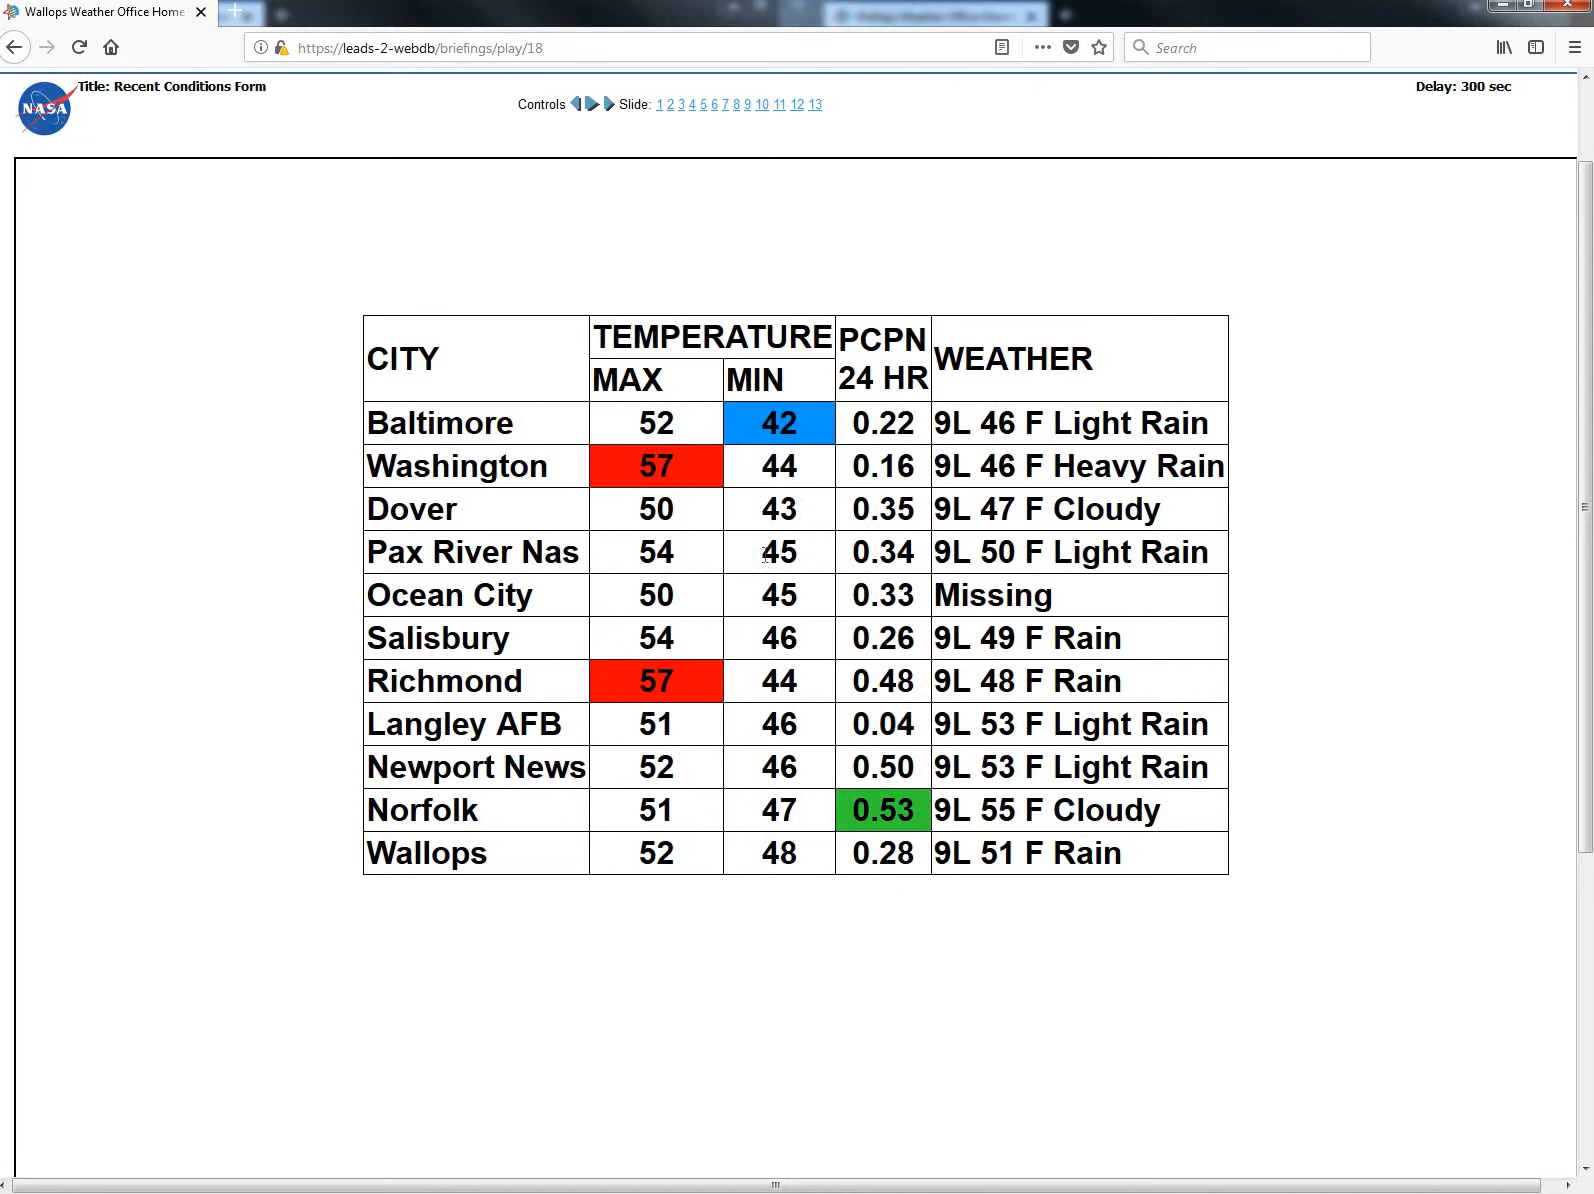 Wallops Weather Office Home
https://leads-2-webdb/briefings/play/18
Search
NASA
Title: Recent Conditions Form
Controls Slide: 1 2 3 4 5 6 7 8 9 10 11 12 13
Delay: 300 sec
CITY TEMPERATURE PCPN 24 HR WEATHER
MAX MIN
Baltimore 52 42 0.22 9L 46 F Light Rain
Washington 57 44 0.16 9L 46 F Heavy Rain
Dover 50 43 0.35 9L 47 F Cloudy
Pax River Nas 54 45 0.34 9L 50 F Light Rain
Ocean City 50 45 0.33 Missing
Salisbury 54 46 0.26 9L 49 F Rain
Richmond 57 44 0.48 9L 48 F Rain
Langley AFB 51 46 0.04 9L 53 F Light Rain
Newport News 52 46 0.50 9L 53 F Light Rain
Norfolk 51 47 0.53 9L 55 F Cloudy
Wallops 52 48 0.28 9L 51 F Rain